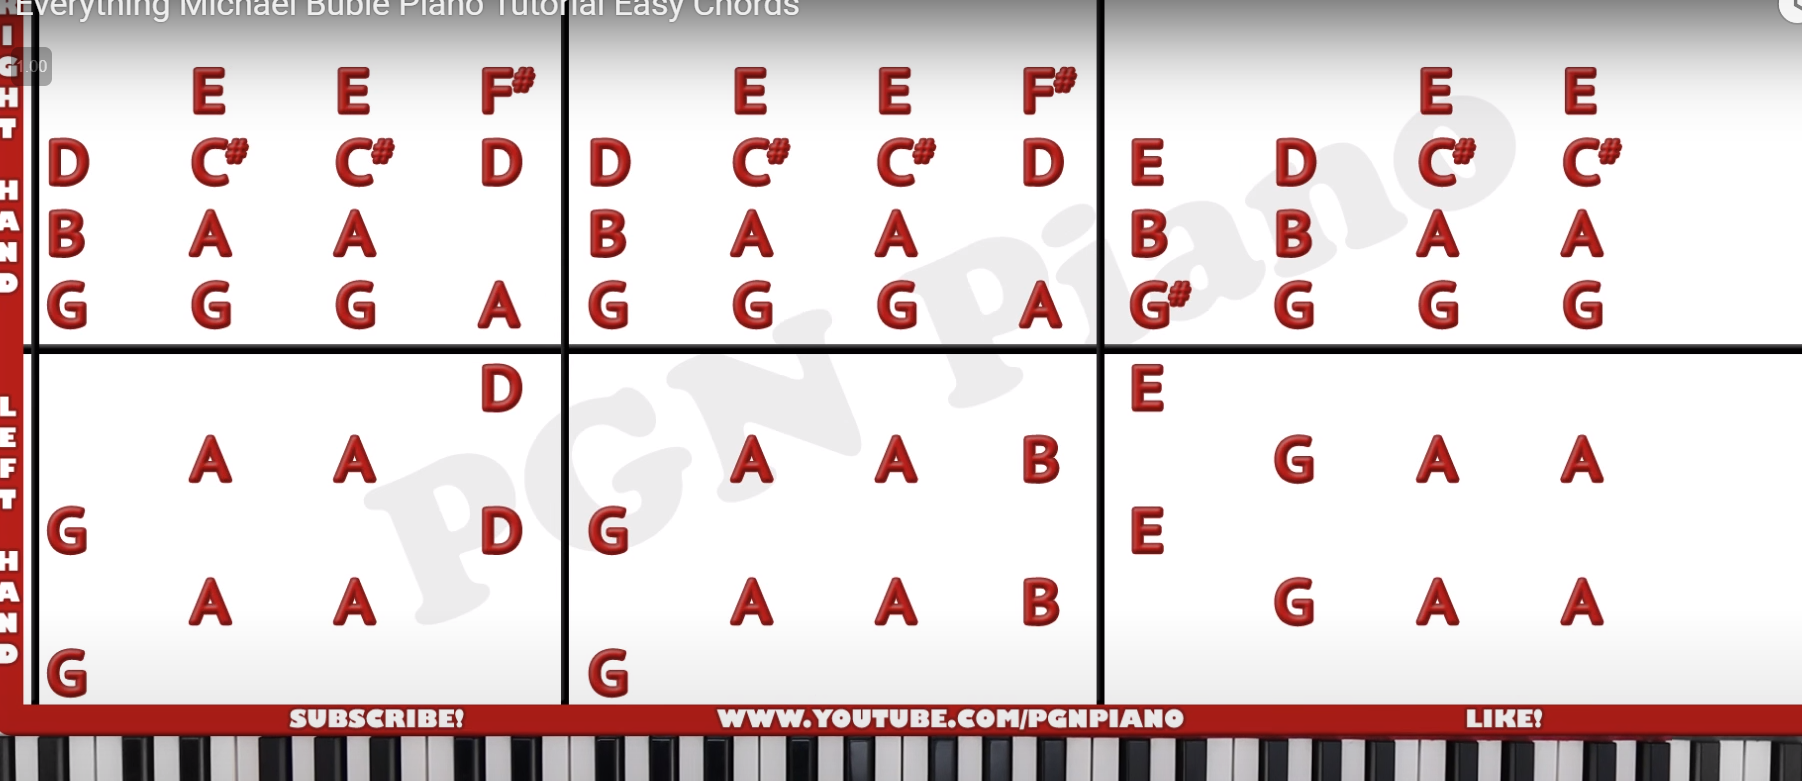 Everything Michael Buble Piano Tutorial Easy Chords
1.00
RIGHT HAND
E E F# E E F# E E
D C# C# D D C# C# D E D C# C#
B A A B A A B B A A
G G G A G G G A G# G G G
LEFT HAND
D E
A A A A B G A A
G D G E
A A A A B G A A
G G
PGN Piano
SUBSCRIBE! WWW.YOUTUBE.COM/PGNPIANO LIKE!